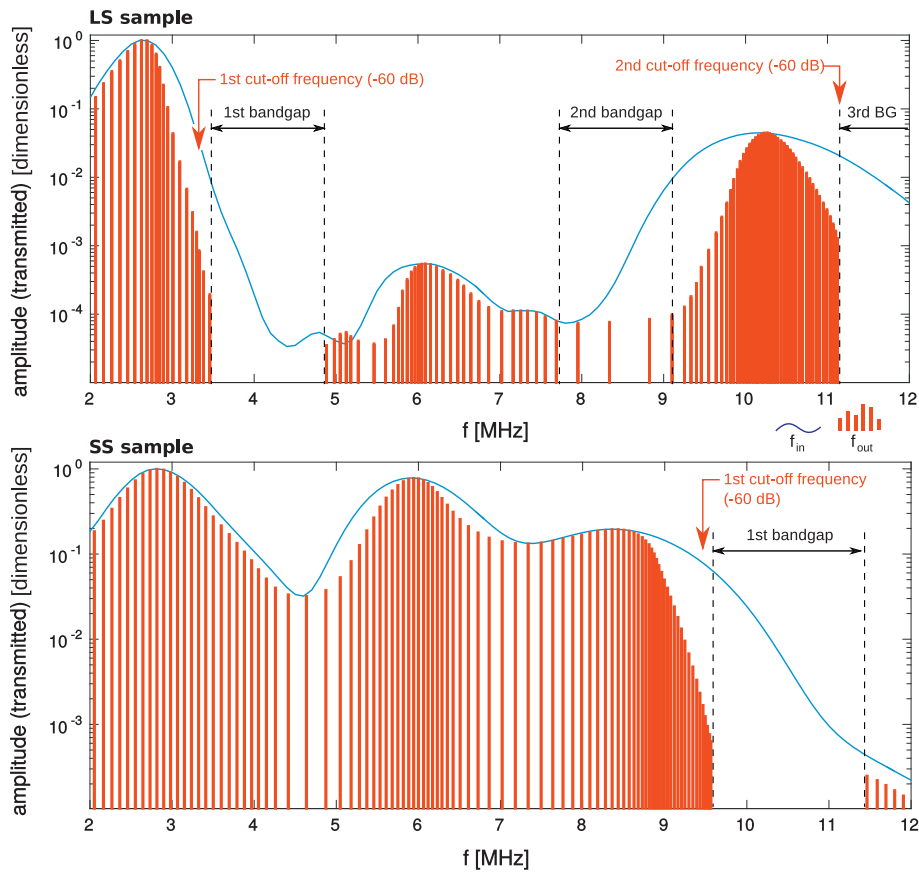 LS sample
amplitude (transmitted) [dimensionless]
10^0
10^-1
10^-2
10^-3
10^-4
1st cut-off frequency (-60 dB)
2nd cut-off frequency (-60 dB)
1st bandgap
2nd bandgap
3rd BG
2 3 4 5 6 7 8 9 10 11 12
f [MHz]
f_in
f_out
SS sample
amplitude (transmitted) [dimensionless]
10^0
10^-1
10^-2
10^-3
1st cut-off frequency
(-60 dB)
1st bandgap
2 3 4 5 6 7 8 9 10 11 12
f [MHz]